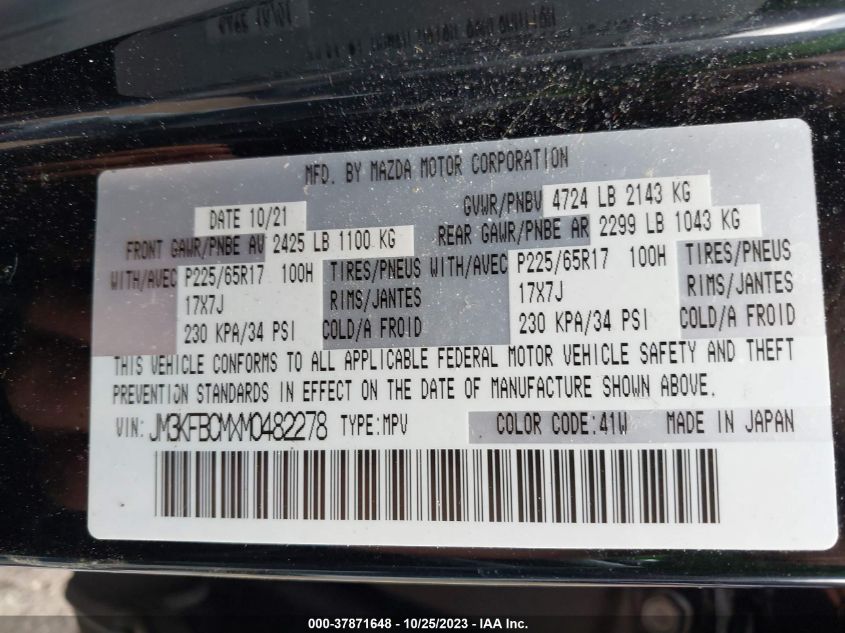 MFD. BY MAZDA MOTOR CORPORATION
DATE 10/21 GVWR/PNBV 4724 LB 2143 KG
FRONT GAWR/PNBE AV 2425 LB 1100 KG REAR GAWR/PNBE AR 2299 LB 1043 KG
WITH/AVEC P225/65R17 100H TIRES/PNEUS WITH/AVEC P225/65R17 100H TIRES/PNEUS
17X7J RIMS/JANTES 17X7J RIMS/JANTES
230 KPA/34 PSI COLD/A FROID 230 KPA/34 PSI COLD/A FROID
THIS VEHICLE CONFORMS TO ALL APPLICABLE FEDERAL MOTOR VEHICLE SAFETY AND THEFT
PREVENTION STANDARDS IN EFFECT ON THE DATE OF MANUFACTURE SHOWN ABOVE.
VIN: JM3KFBCMXM0482278 TYPE:MPV COLOR CODE:41W MADE IN JAPAN
000-37871648 - 10/25/2023 - IAA Inc.